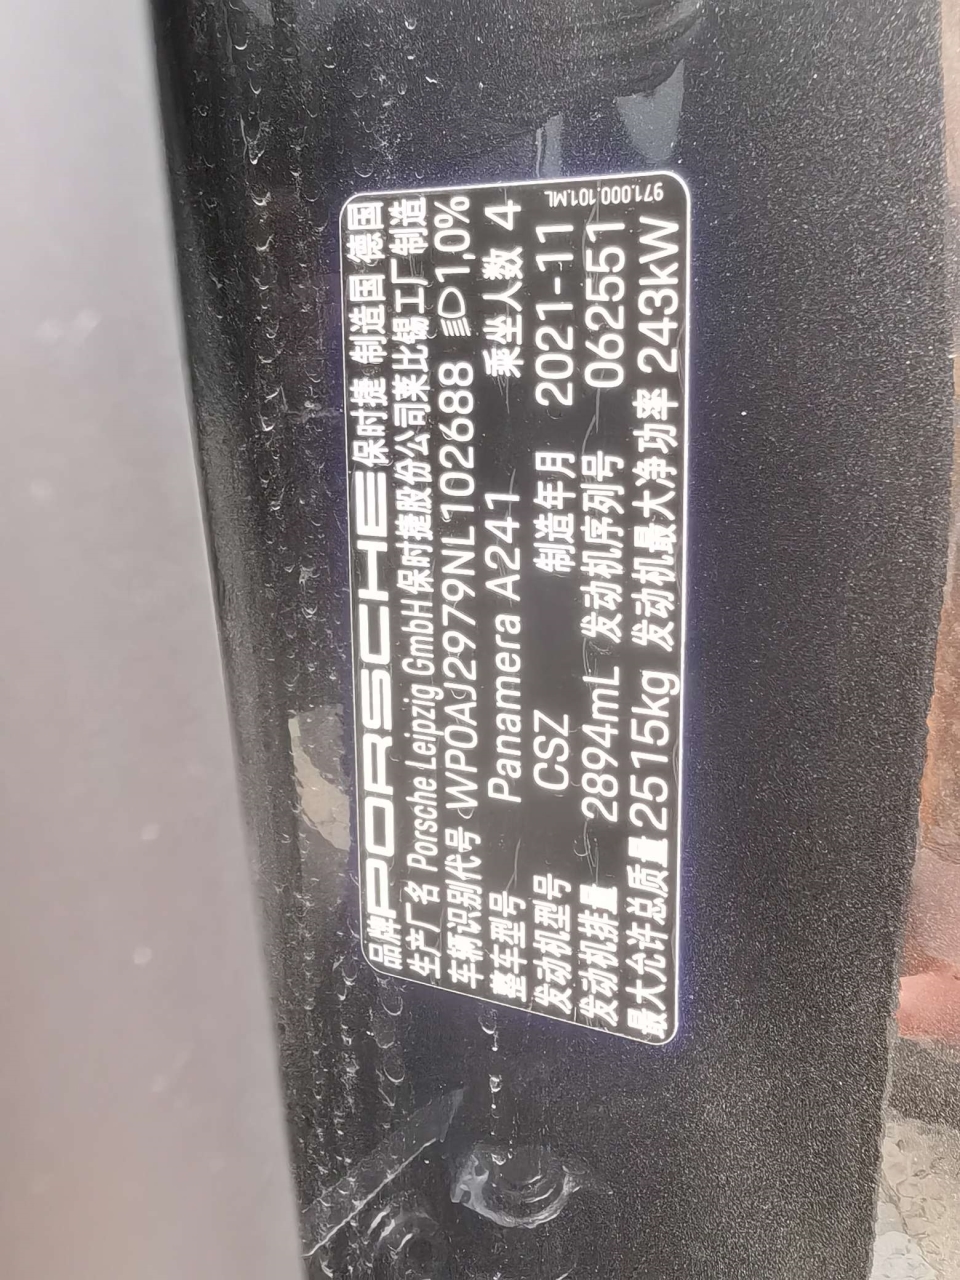 品牌 PORSCHE 保时捷 制造国 德国
生产厂名 Porsche Leipzig GmbH 保时捷股份公司莱比锡工厂制造
车辆识别代号 WP0AJ2979NL102688 1,0%
整车型号 Panamera A241 乘坐人数 4
发动机型号 CSZ 制造年月 2021-11
发动机排量 2894mL 发动机序列号 062551
最大允许总质量 2515kg 发动机最大净功率 243kW
971.000.101.ML